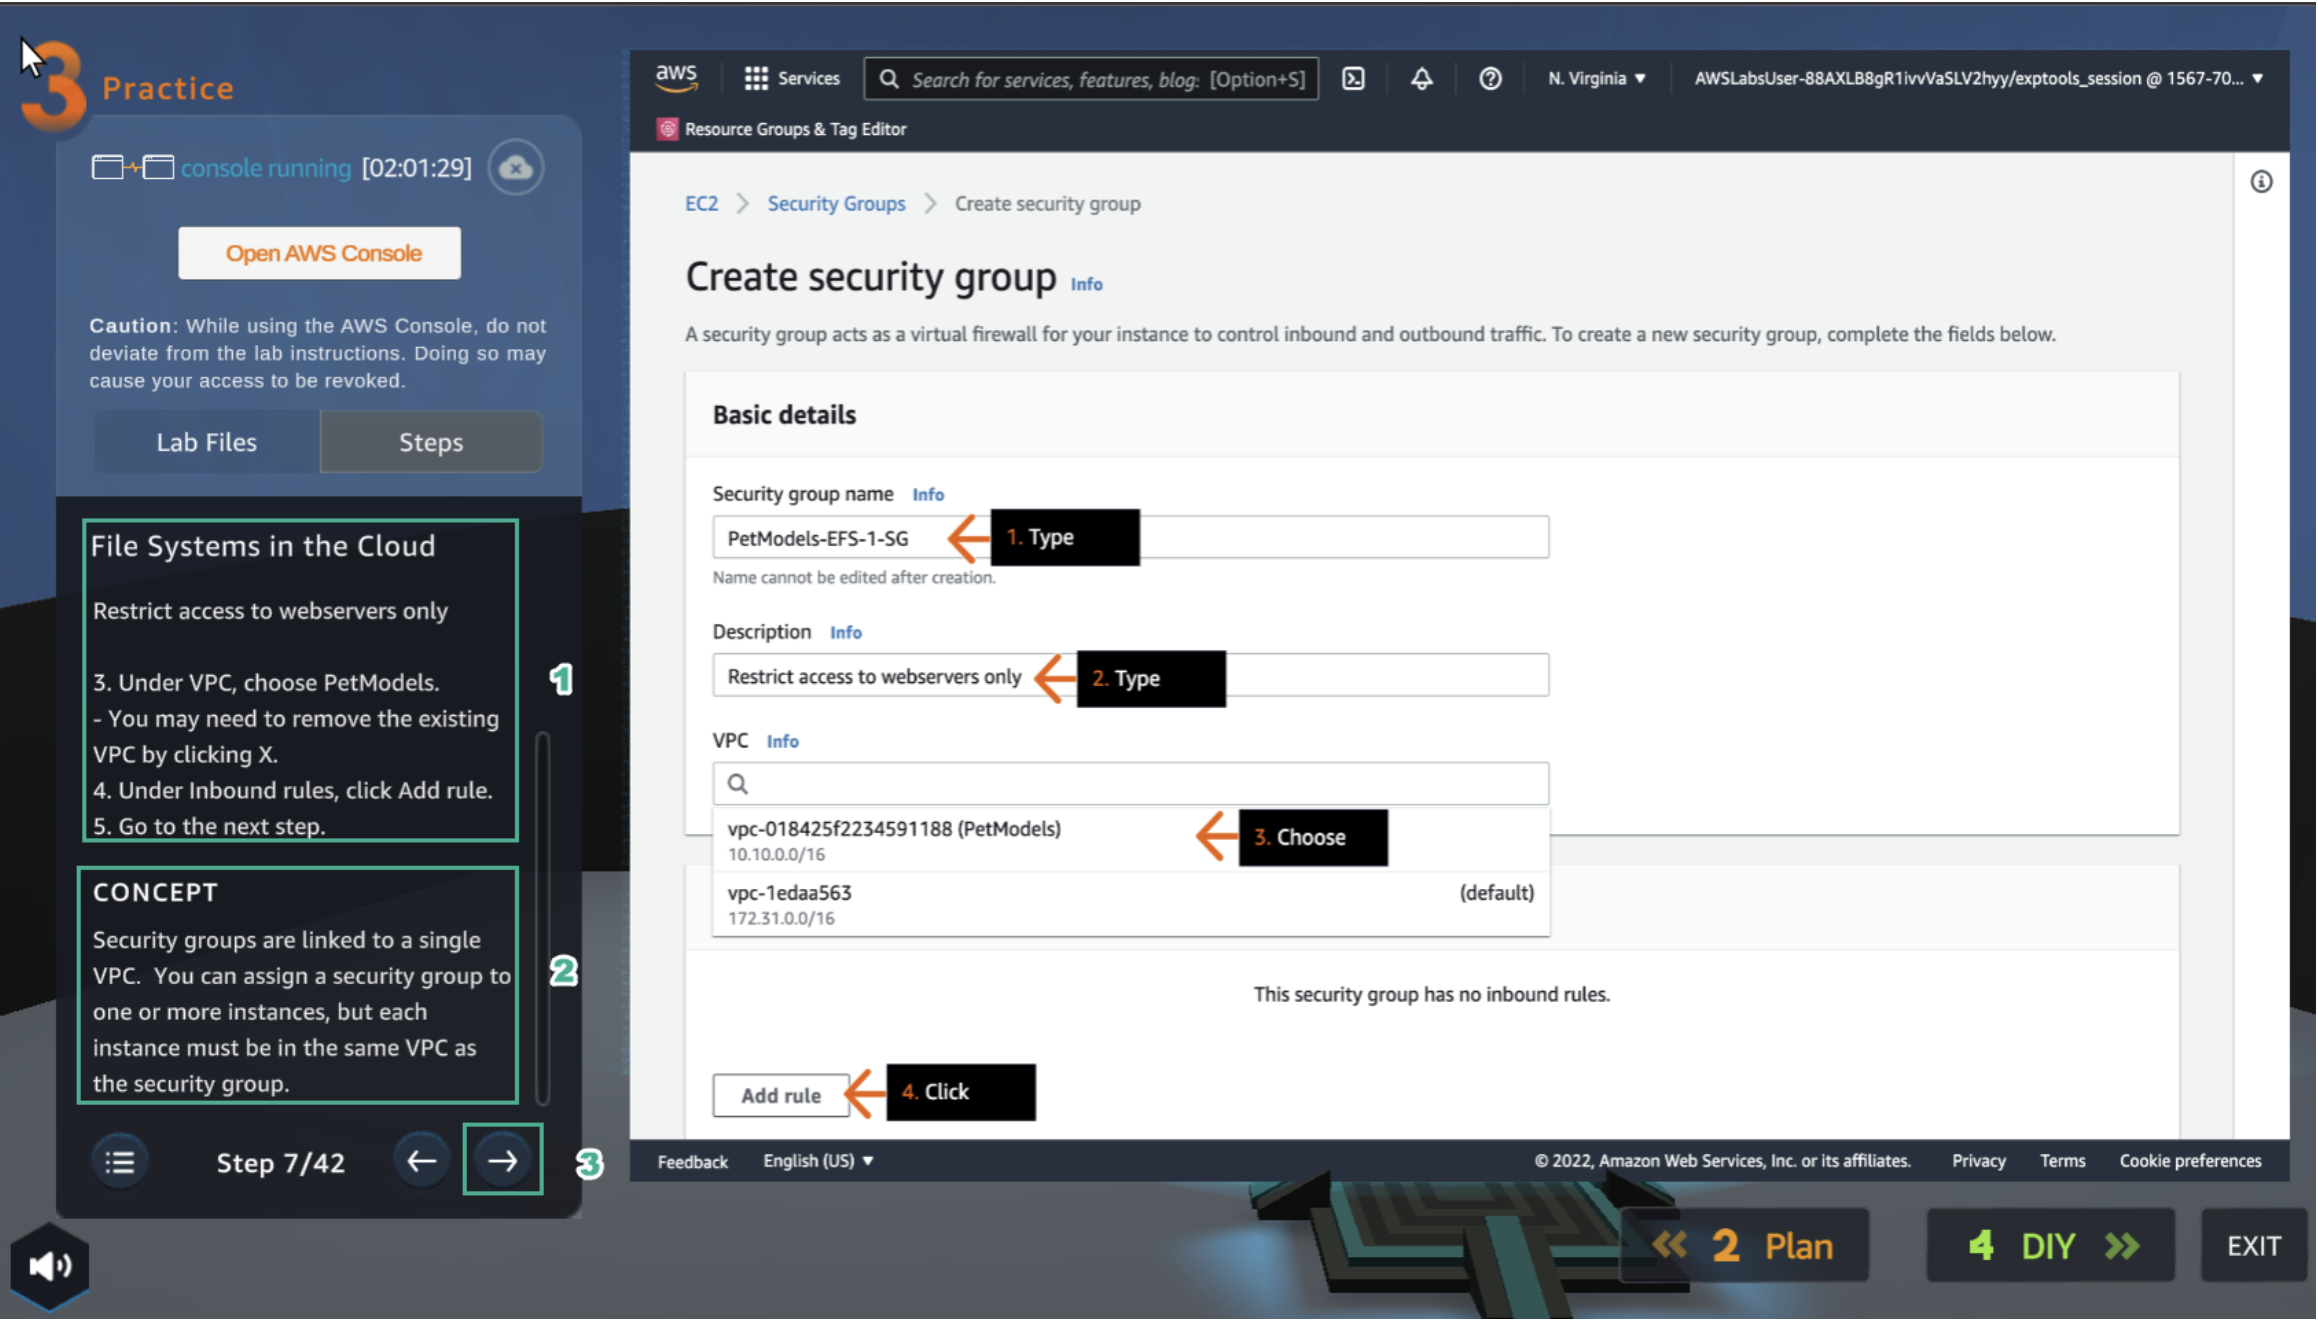 3 Practice
console running [02:01:29]
Open AWS Console
Caution: While using the AWS Console, do not
deviate from the lab instructions. Doing so may
cause your access to be revoked.
Lab Files
Steps
File Systems in the Cloud
Restrict access to webservers only
3. Under VPC, choose PetModels.
- You may need to remove the existing
VPC by clicking X.
4. Under Inbound rules, click Add rule.
5. Go to the next step.
1
CONCEPT
Security groups are linked to a single
VPC. You can assign a security group to
one or more instances, but each
instance must be in the same VPC as
the security group.
2
Step 7/42
3
aws
Services
Search for services, features, blog: [Option+S]
N. Virginia
AWSLabsUser-88AXLB8gR1ivvVaSLV2hyy/exptools_session @ 1567-70...
Resource Groups & Tag Editor
EC2 > Security Groups > Create security group
Create security group Info
A security group acts as a virtual firewall for your instance to control inbound and outbound traffic. To create a new security group, complete the fields below.
Basic details
Security group name Info
PetModels-EFS-1-SG
1. Type
Name cannot be edited after creation.
Description Info
Restrict access to webservers only
2. Type
VPC Info
vpc-018425f2234591188 (PetModels)
10.10.0.0/16
3. Choose
vpc-1edaa563 (default)
172.31.0.0/16
This security group has no inbound rules.
Add rule
4. Click
Feedback English (US)
© 2022, Amazon Web Services, Inc. or its affiliates. Privacy Terms Cookie preferences
2 Plan
4 DIY
EXIT